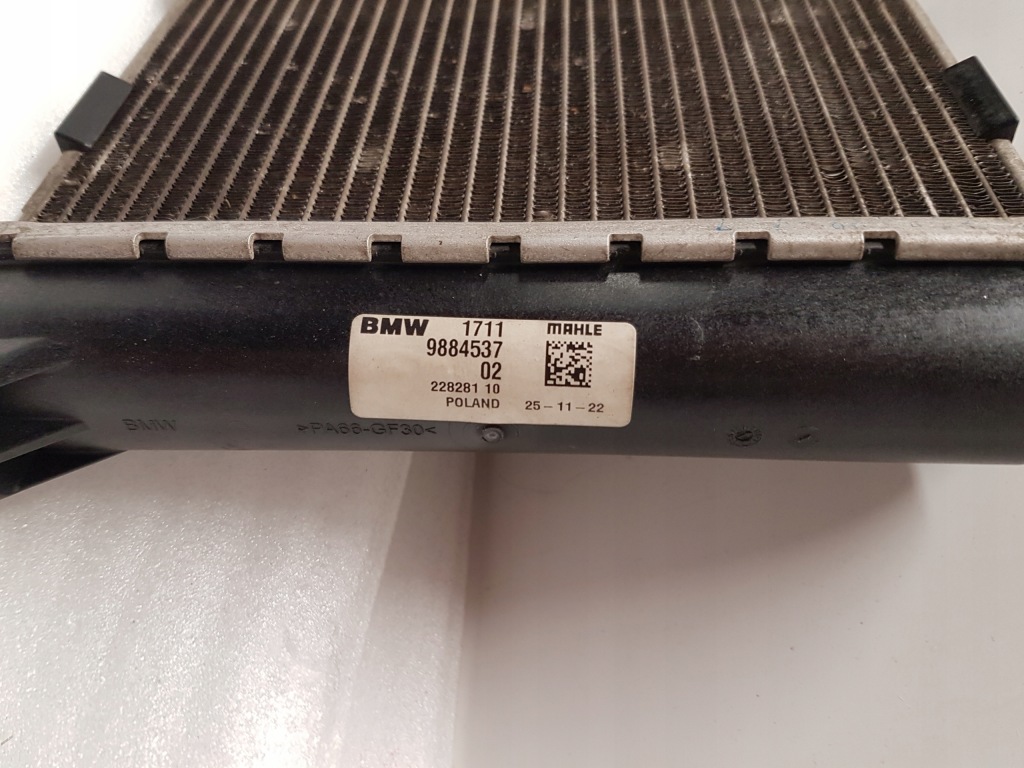 BMW 1711 MAHLE
9884537
02
228281 10
POLAND 25-11-22
BMW >PA66-GF30<